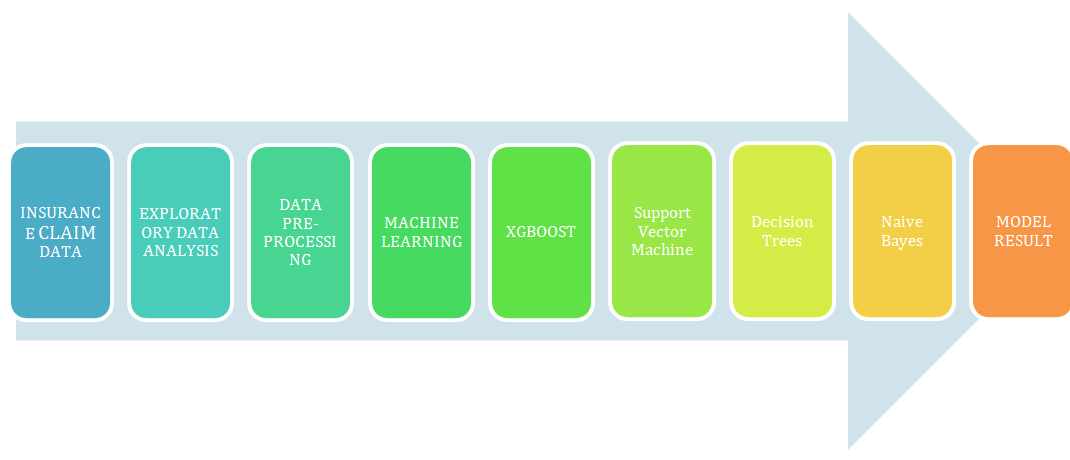 INSURANC
E CLAIM
DATA
EXPLORAT
ORY DATA
ANALYSIS
DATA
PRE-
PROCESSI
NG
MACHINE
LEARNING
XGBOOST
Support
Vector
Machine
Decision
Trees
Naive
Bayes
MODEL
RESULT